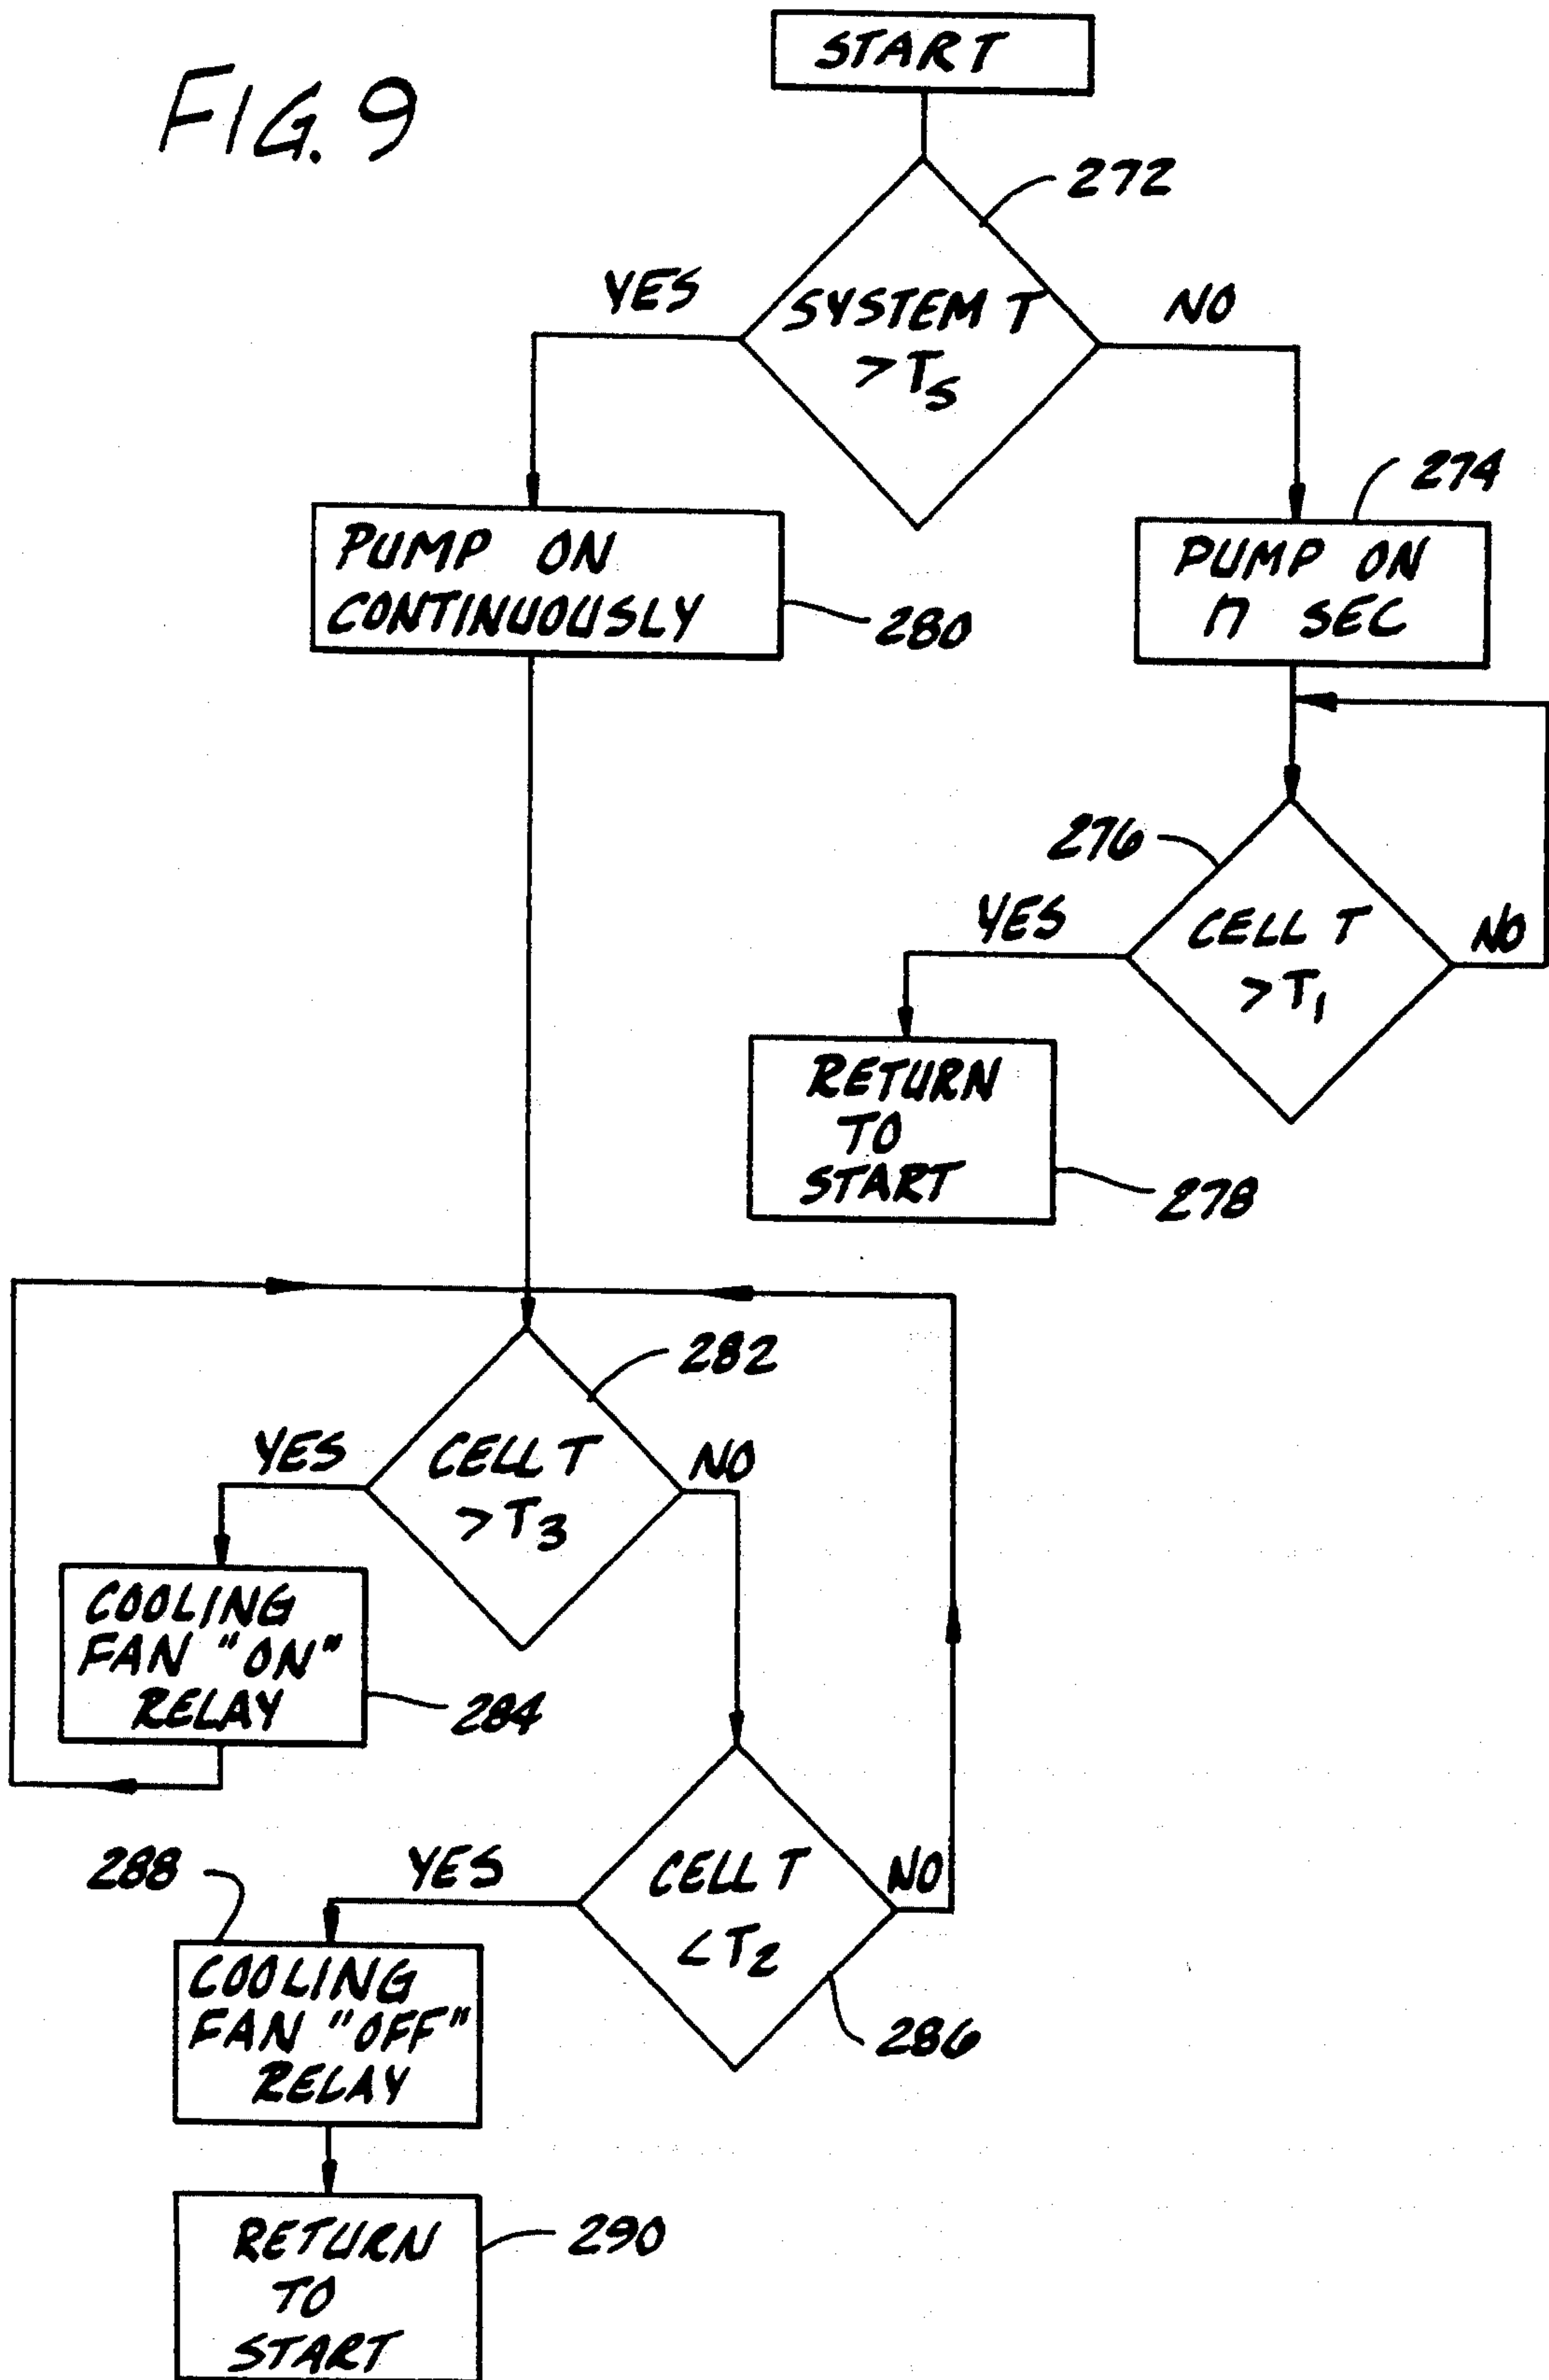 FIG. 9
START
272
YES
SYSTEM T
> Ts
NO
274
PUMP ON
CONTINUOUSLY
280
PUMP ON
n SEC
276
YES
CELL T
> T1
NO
RETURN
TO
START
278
282
YES
CELL T
> T3
NO
COOLING
FAN "ON"
RELAY
284
288
YES
CELL T
< T2
NO
286
COOLING
FAN "OFF"
RELAY
RETURN
TO
START
290